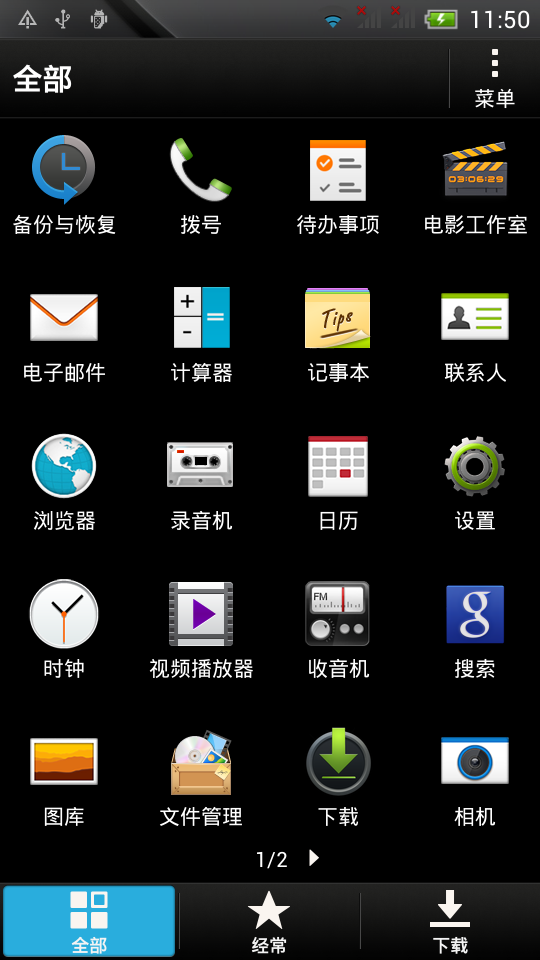 11:50
全部
菜单
03:06:29
备份与恢复 拨号 待办事项 电影工作室
+
-
=
Tips
电子邮件 计算器 记事本 联系人
浏览器 录音机 日历 设置
FM
g
时钟 视频播放器 收音机 搜索
图库 文件管理 下载 相机
1/2
全部 经常 下载